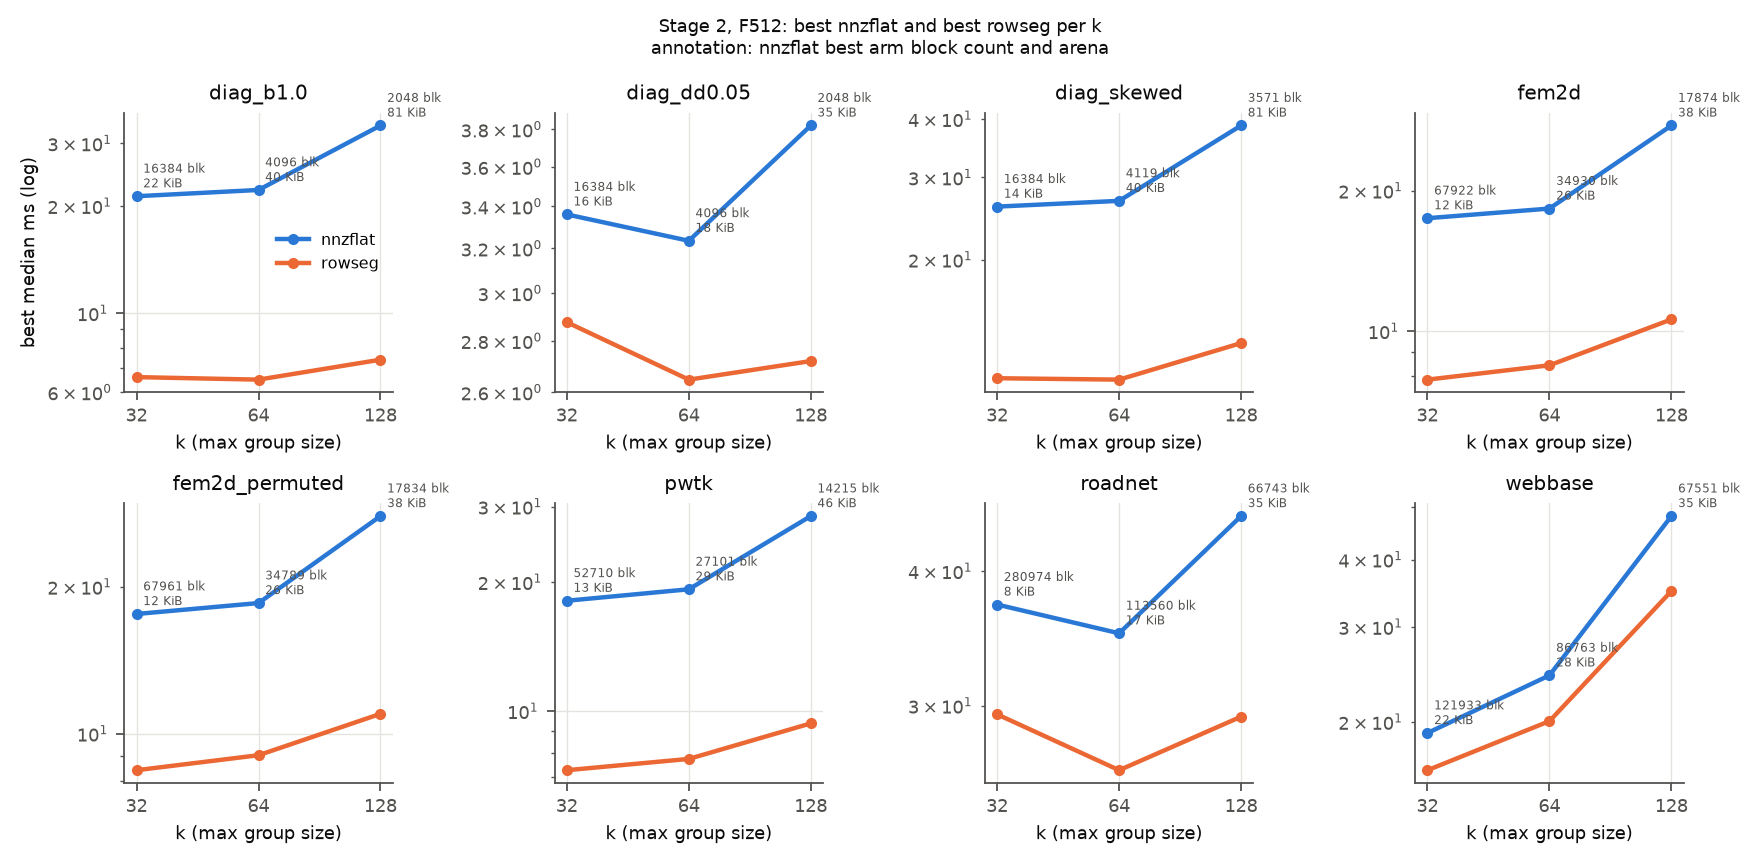 Stage 2, F512: best nnzflat and best rowseg per k
annotation: nnzflat best arm block count and arena
diag_b1.0
best median ms (log)
3 × 10¹
2 × 10¹
10¹
6 × 10⁰
16384 blk
22 KiB
4096 blk
40 KiB
2048 blk
81 KiB
nnzflat
rowseg
32
64
128
k (max group size)
diag_dd0.05
3.8 × 10⁰
3.6 × 10⁰
3.4 × 10⁰
3.2 × 10⁰
3 × 10⁰
2.8 × 10⁰
2.6 × 10⁰
16384 blk
16 KiB
4096 blk
18 KiB
2048 blk
35 KiB
32
64
128
k (max group size)
diag_skewed
4 × 10¹
3 × 10¹
2 × 10¹
16384 blk
14 KiB
4119 blk
40 KiB
3571 blk
81 KiB
32
64
128
k (max group size)
fem2d
2 × 10¹
10¹
67922 blk
12 KiB
34930 blk
26 KiB
17874 blk
38 KiB
32
64
128
k (max group size)
fem2d_permuted
2 × 10¹
10¹
67961 blk
12 KiB
34789 blk
26 KiB
17834 blk
38 KiB
32
64
128
k (max group size)
pwtk
3 × 10¹
2 × 10¹
10¹
52710 blk
13 KiB
27101 blk
29 KiB
14215 blk
46 KiB
32
64
128
k (max group size)
roadnet
4 × 10¹
3 × 10¹
280974 blk
8 KiB
113560 blk
17 KiB
66743 blk
35 KiB
32
64
128
k (max group size)
webbase
4 × 10¹
3 × 10¹
2 × 10¹
121933 blk
22 KiB
86763 blk
28 KiB
67551 blk
35 KiB
32
64
128
k (max group size)